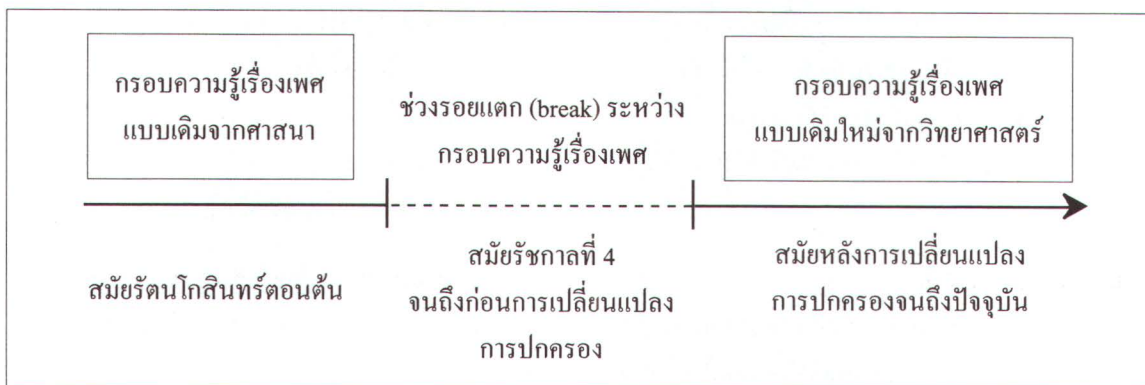 กรอบความรู้เรื่องเพศ
แบบเดิมจากศาสนา
ช่วงรอยแตก (break) ระหว่าง
กรอบความรู้เรื่องเพศ
กรอบความรู้เรื่องเพศ
แบบเดิมใหม่จากวิทยาศาสตร์
สมัยรัตนโกสินทร์ตอนต้น
สมัยรัชกาลที่ 4
จนถึงก่อนการเปลี่ยนแปลง
การปกครอง
สมัยหลังการเปลี่ยนแปลง
การปกครองจนถึงปัจจุบัน